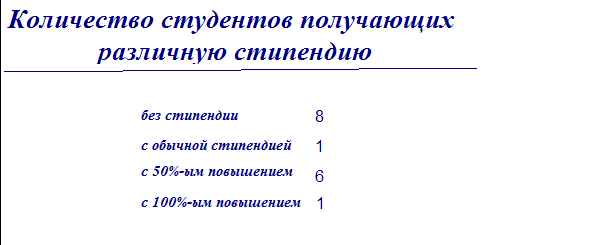 Количество студентов получающих
различную стипендию
без стипендии 8
с обычной стипендией 1
с 50%-ым повышением 6
с 100%-ым повышением 1